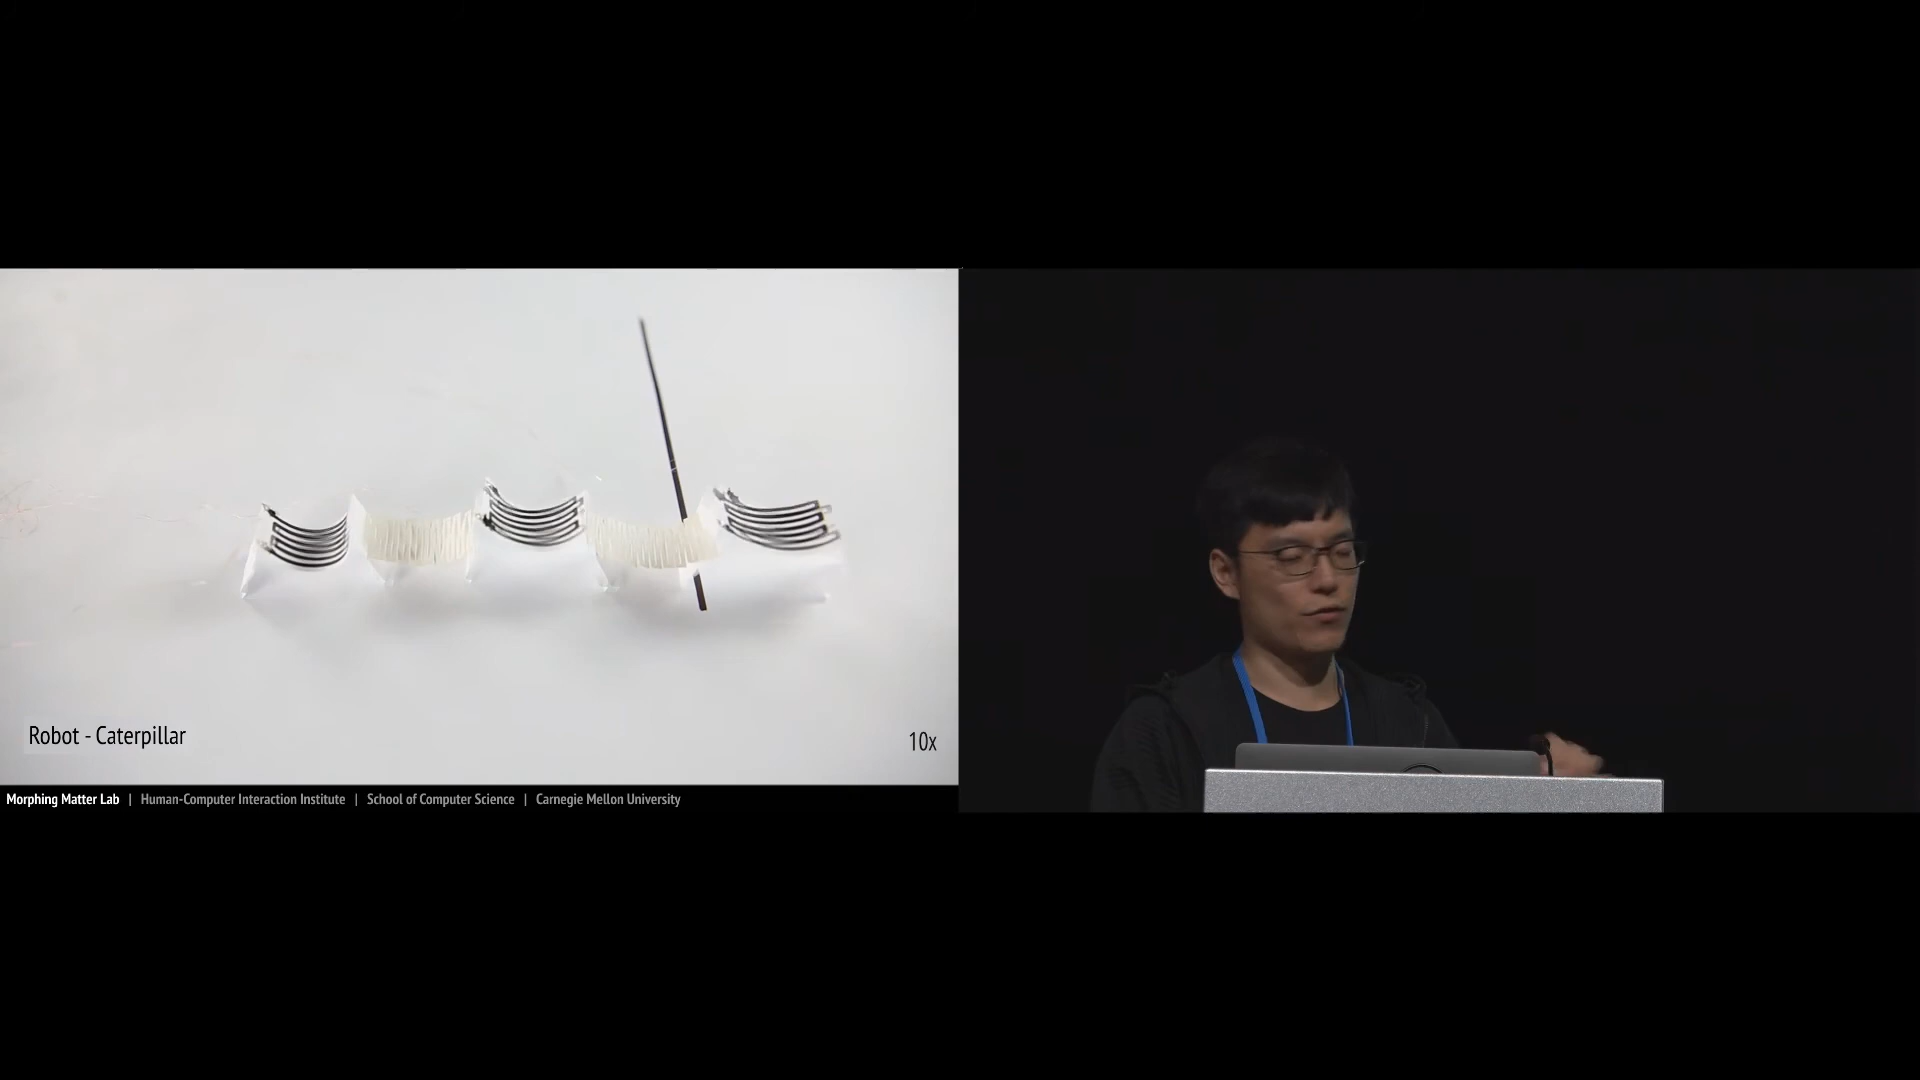 Robot - Caterpillar
10x
Morphing Matter Lab | Human-Computer Interaction Institute | School of Computer Science | Carnegie Mellon University